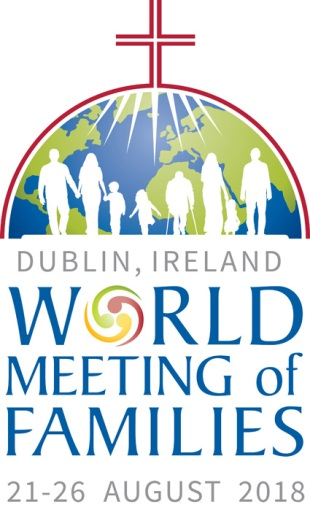 DUBLIN, IRELAND
WORLD
MEETING of
FAMILIES
21-26 AUGUST 2018